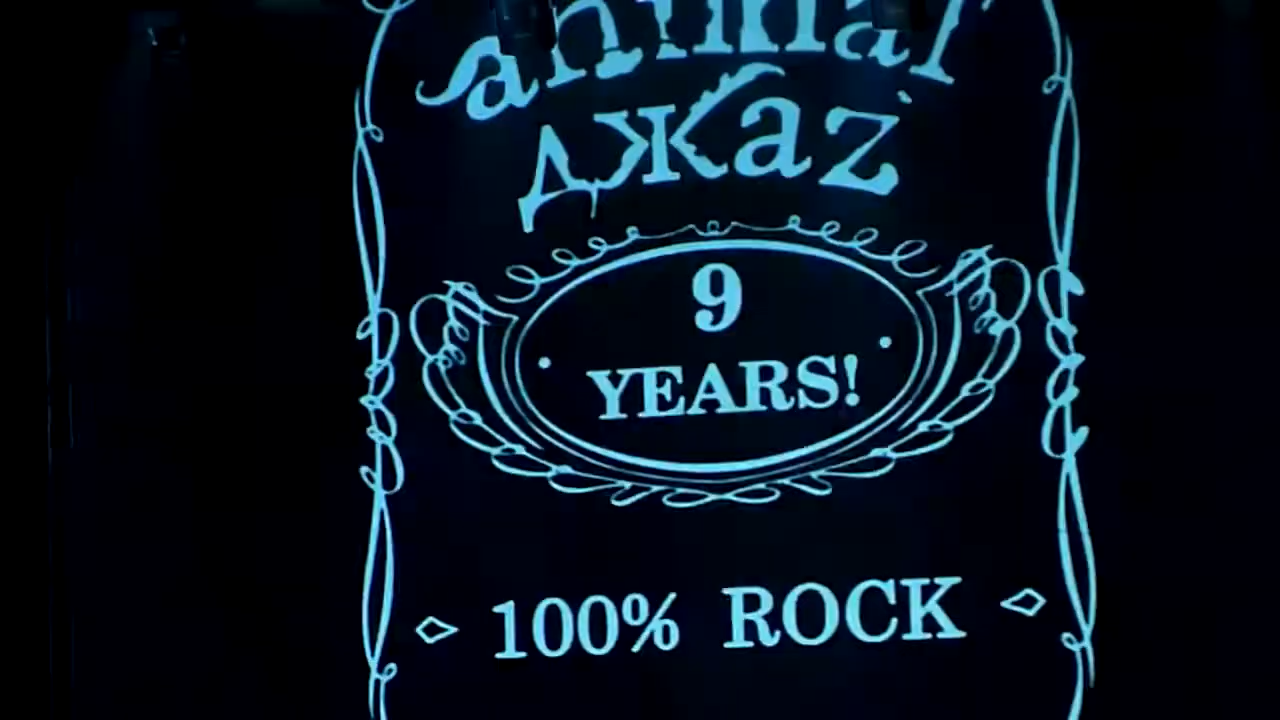 animal
джаz
9
YEARS!
100% ROCK